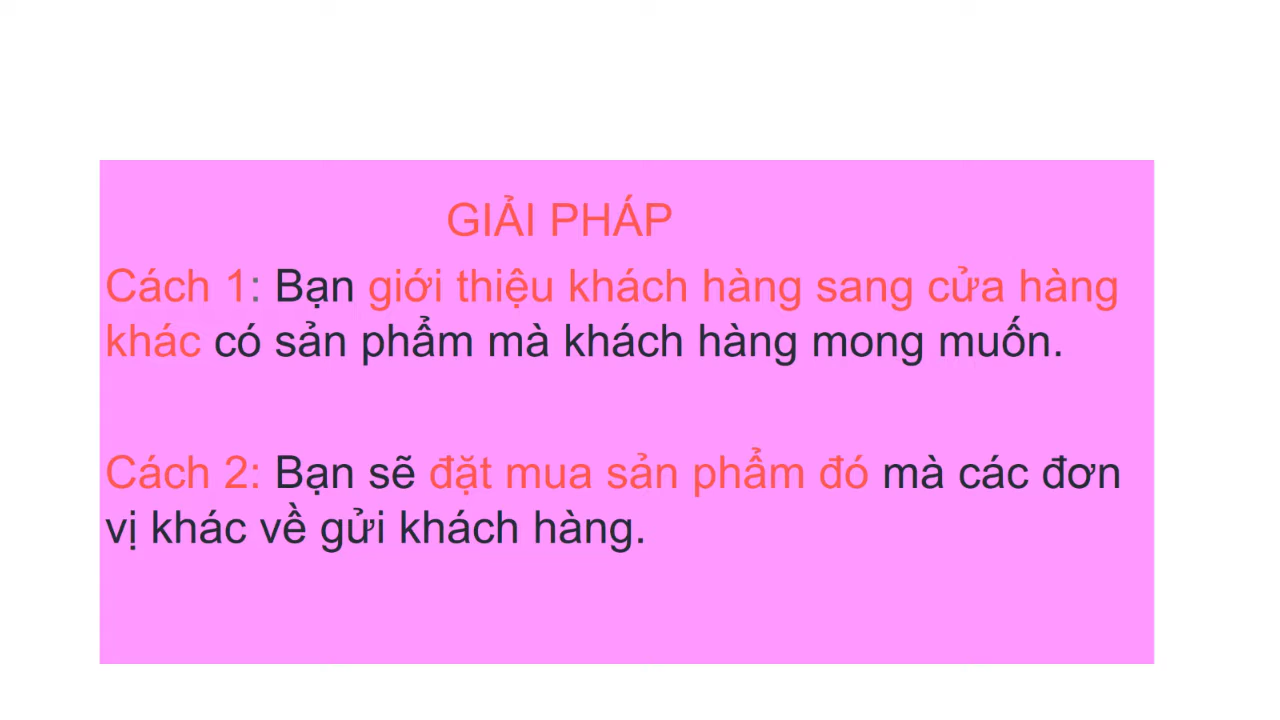 GIẢI PHÁP
Cách 1: Bạn giới thiệu khách hàng sang cửa hàng
khác có sản phẩm mà khách hàng mong muốn.
Cách 2: Bạn sẽ đặt mua sản phẩm đó mà các đơn
vị khác về gửi khách hàng.